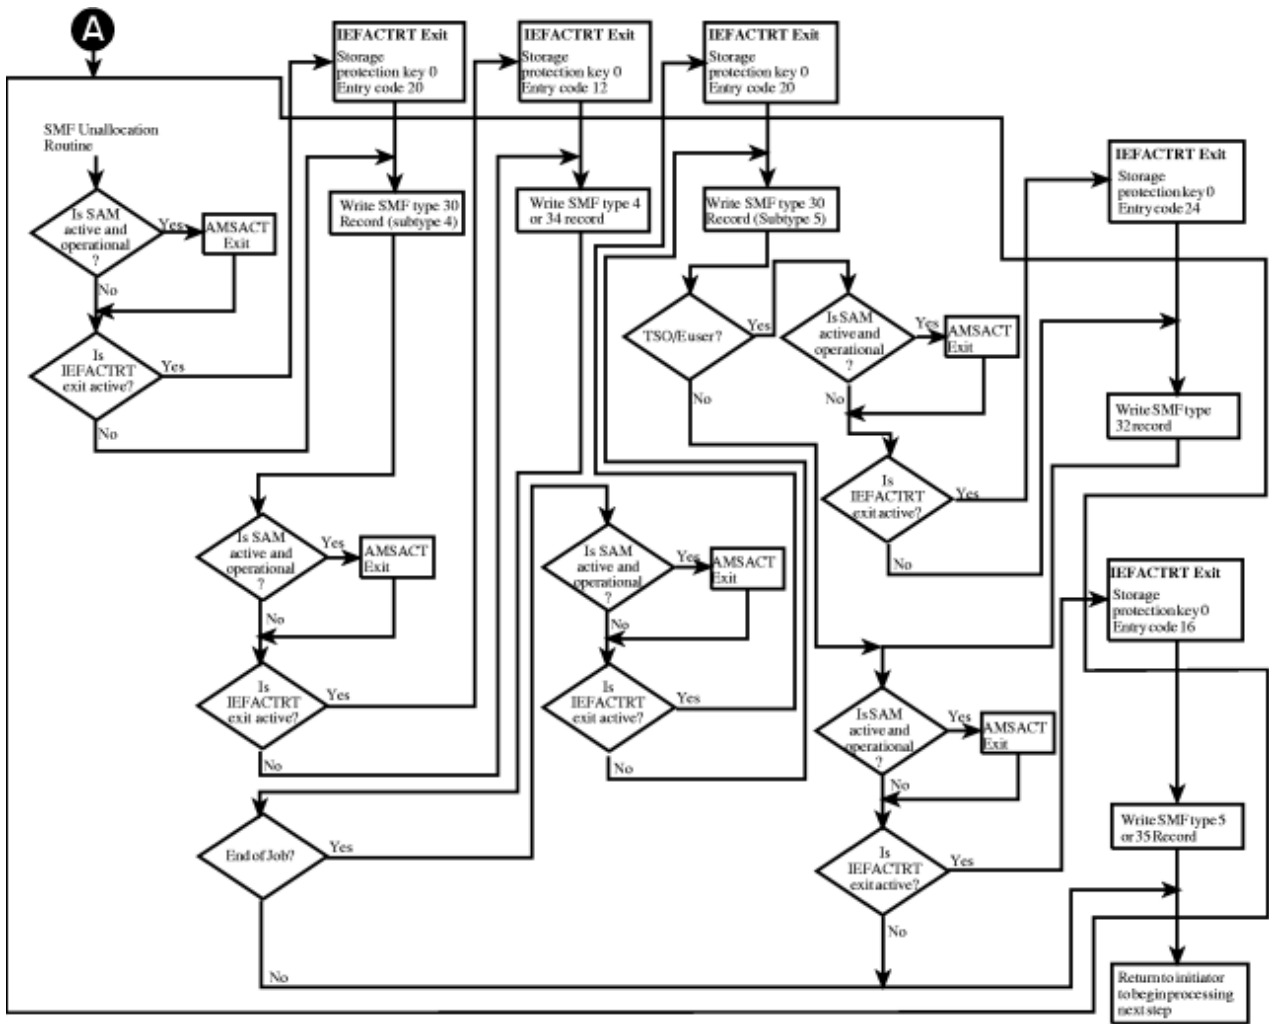 A
SMF Unallocation
Routine
Is SAM
active and
operational
?
Yes
AMSACT
Exit
No
Is
IEFACTRT
exit active?
Yes
No
IEFACTRT Exit
Storage
protection key 0
Entry code 20
Write SMF type 30
Record (subtype 4)
Is SAM
active and
operational
?
Yes
AMSACT
Exit
No
Is
IEFACTRT
exit active?
Yes
No
IEFACTRT Exit
Storage
protection key 0
Entry code 12
Write SMF type 4
or 34 record
End of Job?
Yes
No
Is SAM
active and
operational
?
Yes
AMSACT
Exit
No
Is
IEFACTRT
exit active?
Yes
No
IEFACTRT Exit
Storage
protection key 0
Entry code 20
Write SMF type 30
Record (Subtype 5)
TSO/E user?
Yes
No
Is SAM
active and
operational
?
Yes
AMSACT
Exit
No
Is
IEFACTRT
exit active?
Yes
No
IEFACTRT Exit
Storage
protection key 0
Entry code 24
Write SMF type
32 record
Is SAM
active and
operational
?
Yes
AMSACT
Exit
No
Is
IEFACTRT
exit active?
Yes
No
IEFACTRT Exit
Storage
protection key 0
Entry code 16
Write SMF type 5
or 35 Record
Return to initiator
to begin processing
next step